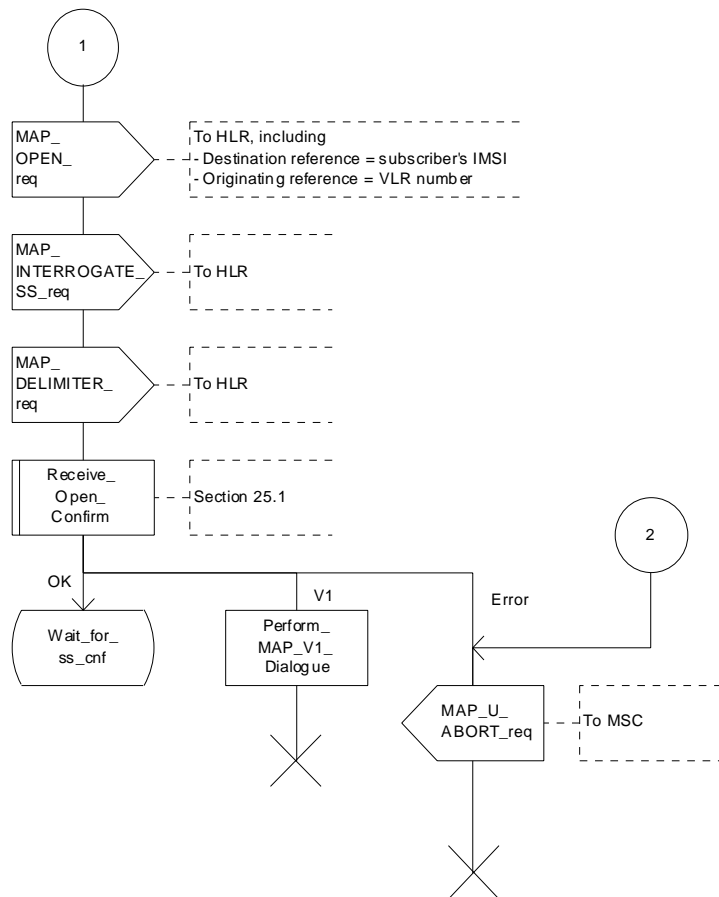 1
MAP_
OPEN_
req
To HLR, including
- Destination reference = subscriber's IMSI
- Originating reference = VLR number
MAP_
INTERROGATE_
SS_req
To HLR
MAP_
DELIMITER_
req
To HLR
Receive_
Open_
Confirm
Section 25.1
2
OK
V1
Error
Wait_for_
ss_cnf
Perform_
MAP_V1_
Dialogue
MAP_U_
ABORT_req
To MSC